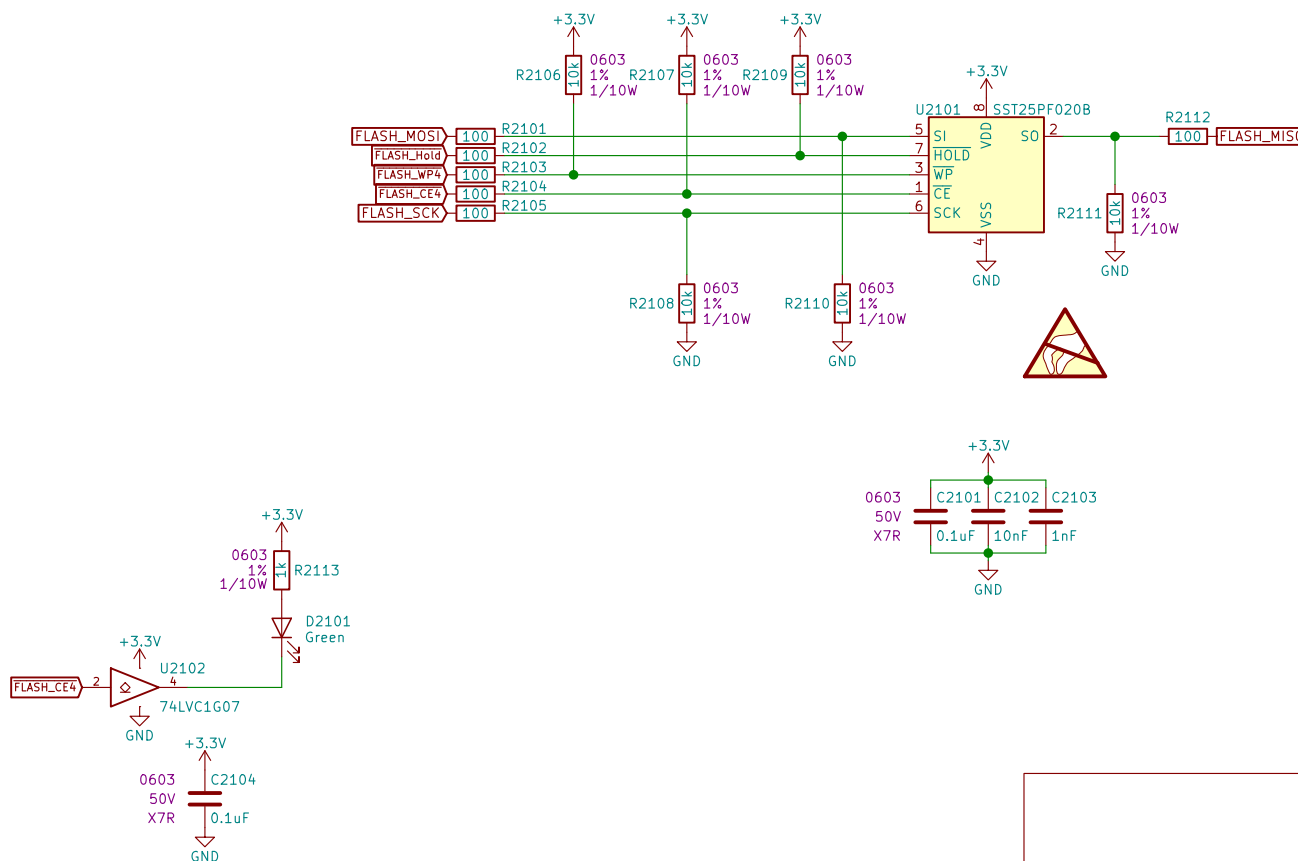 +3.3V
+3.3V
+3.3V
R2106
10k
0603
1%
1/10W
R2107
10k
0603
1%
1/10W
R2109
10k
0603
1%
1/10W
+3.3V
U2101
SST25PF020B
8
VDD
FLASH_MOSI
100
R2101
5
SI
FLASH_Hold
100
R2102
7
HOLD
FLASH_WP4
100
R2103
3
WP
FLASH_CE4
100
R2104
1
CE
FLASH_SCK
100
R2105
6
SCK
VSS
4
GND
SO
2
R2112
100
FLASH_MISO
R2111
10k
0603
1%
1/10W
GND
R2108
10k
0603
1%
1/10W
GND
R2110
10k
0603
1%
1/10W
GND
+3.3V
0603
50V
X7R
C2101
0.1uF
C2102
10nF
C2103
1nF
GND
+3.3V
0603
1%
1/10W
1k
R2113
D2101
Green
+3.3V
U2102
FLASH_CE4
2
4
74LVC1G07
GND
+3.3V
0603
50V
X7R
C2104
0.1uF
GND